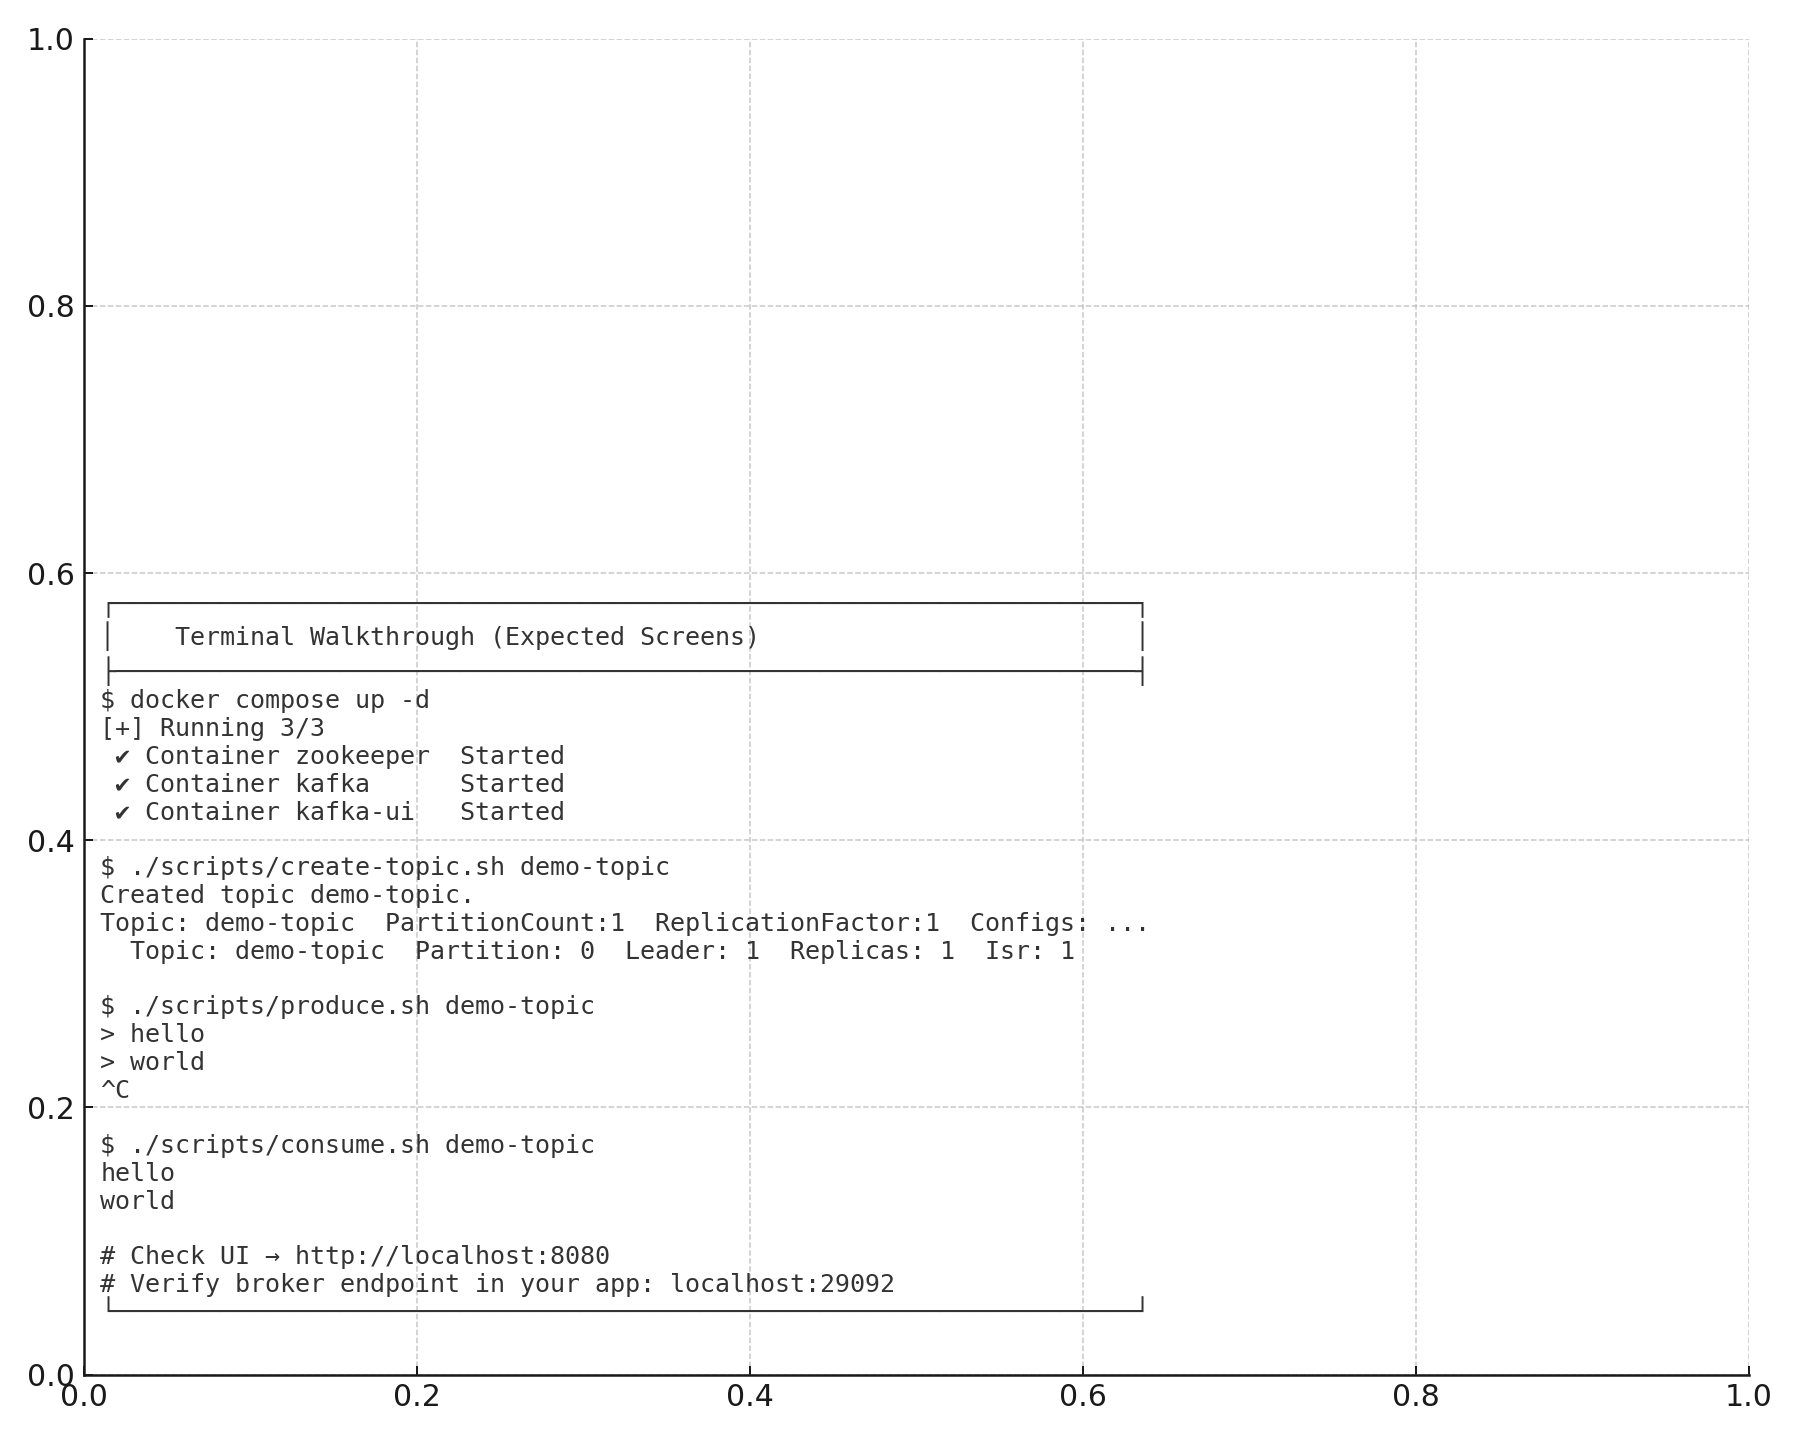 1.0
0.8
0.6
Terminal Walkthrough (Expected Screens)
$ docker compose up -d
[+] Running 3/3
✔ Container zookeeper  Started
✔ Container kafka      Started
✔ Container kafka-ui   Started
0.4
$ ./scripts/create-topic.sh demo-topic
Created topic demo-topic.
Topic: demo-topic  PartitionCount:1  ReplicationFactor:1  Configs: ...
Topic: demo-topic  Partition: 0  Leader: 1  Replicas: 1  Isr: 1
$ ./scripts/produce.sh demo-topic
> hello
> world
^C
0.2
$ ./scripts/consume.sh demo-topic
hello
world
# Check UI → http://localhost:8080
# Verify broker endpoint in your app: localhost:29092
0.0
0.0 0.2 0.4 0.6 0.8 1.0